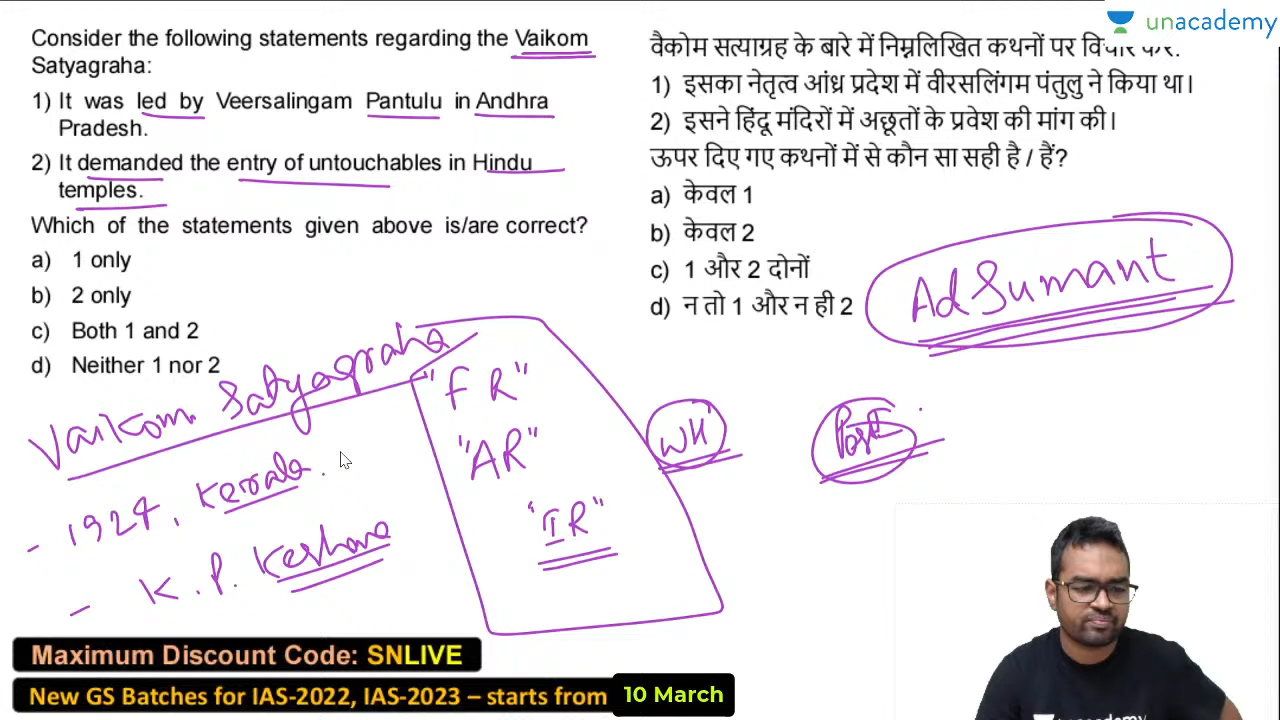 unacademy
Consider the following statements regarding the Vaikom
Satyagraha:
1) It was led by Veersalingam Pantulu in Andhra
Pradesh.
2) It demanded the entry of untouchables in Hindu
temples.
Which of the statements given above is/are correct?
a) 1 only
b) 2 only
c) Both 1 and 2
d) Neither 1 nor 2
वैकोम सत्याग्रह के बारे में निम्नलिखित कथनों पर विचार करें:
1) इसका नेतृत्व आंध्र प्रदेश में वीरसलिंगम पंतुलु ने किया था।
2) इसने हिंदू मंदिरों में अछूतों के प्रवेश की मांग की।
ऊपर दिए गए कथनों में से कौन सा सही है / हैं?
a) केवल 1
b) केवल 2
c) 1 और 2 दोनों
d) न तो 1 और न ही 2
Ad Sumant
Vaikom Satyagraha
- 1924, Kerala.
- K. P. Keshava
"FR"
"AR"
"IR"
WH
Maximum Discount Code: SNLIVE
New GS Batches for IAS-2022, IAS-2023 – starts from 10 March
unacademy